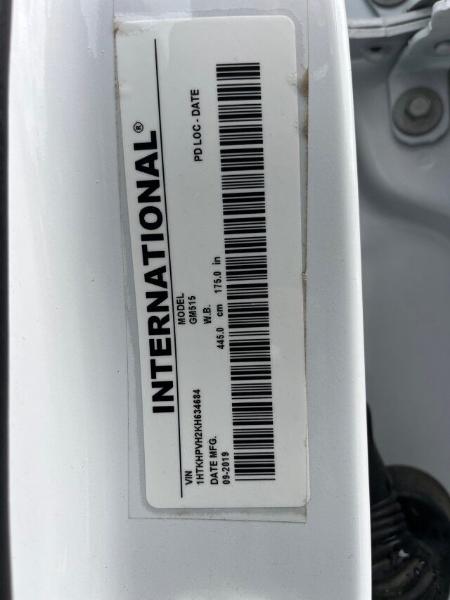 INTERNATIONAL®
VIN MODEL
1HTKHPVH2KH634684 GM515
DATE MFG. W.B. PD LOC - DATE
09-2019 445.0 cm 175.0 in